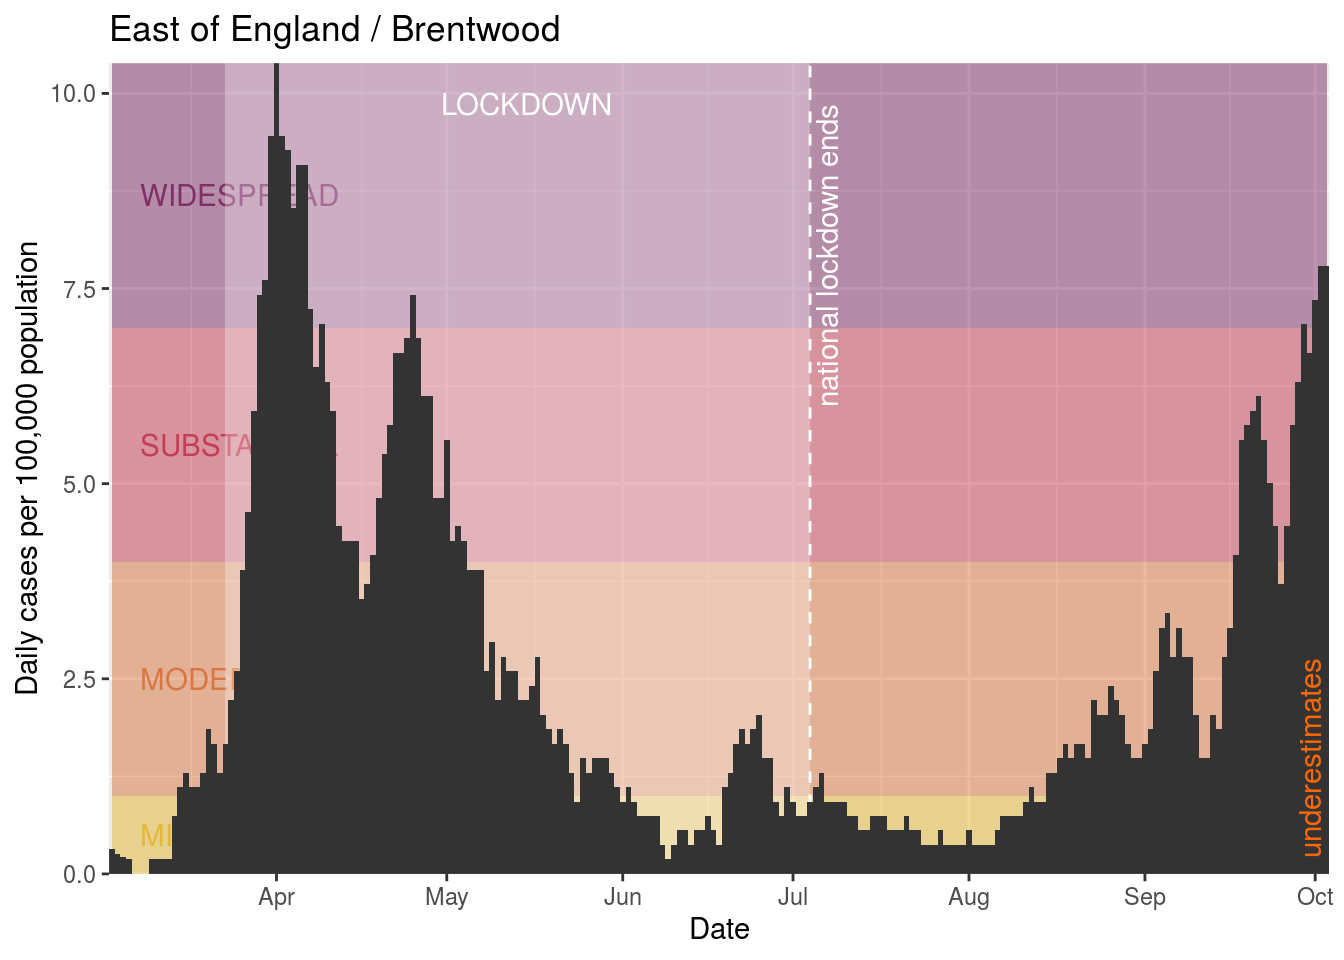 East of England / Brentwood
10.0
7.5
5.0
2.5
0.0
Daily cases per 100,000 population
LOCKDOWN
WIDESPREAD
national lockdown ends
underestimates
Apr
May
Jun
Jul
Aug
Sep
Oct
Date